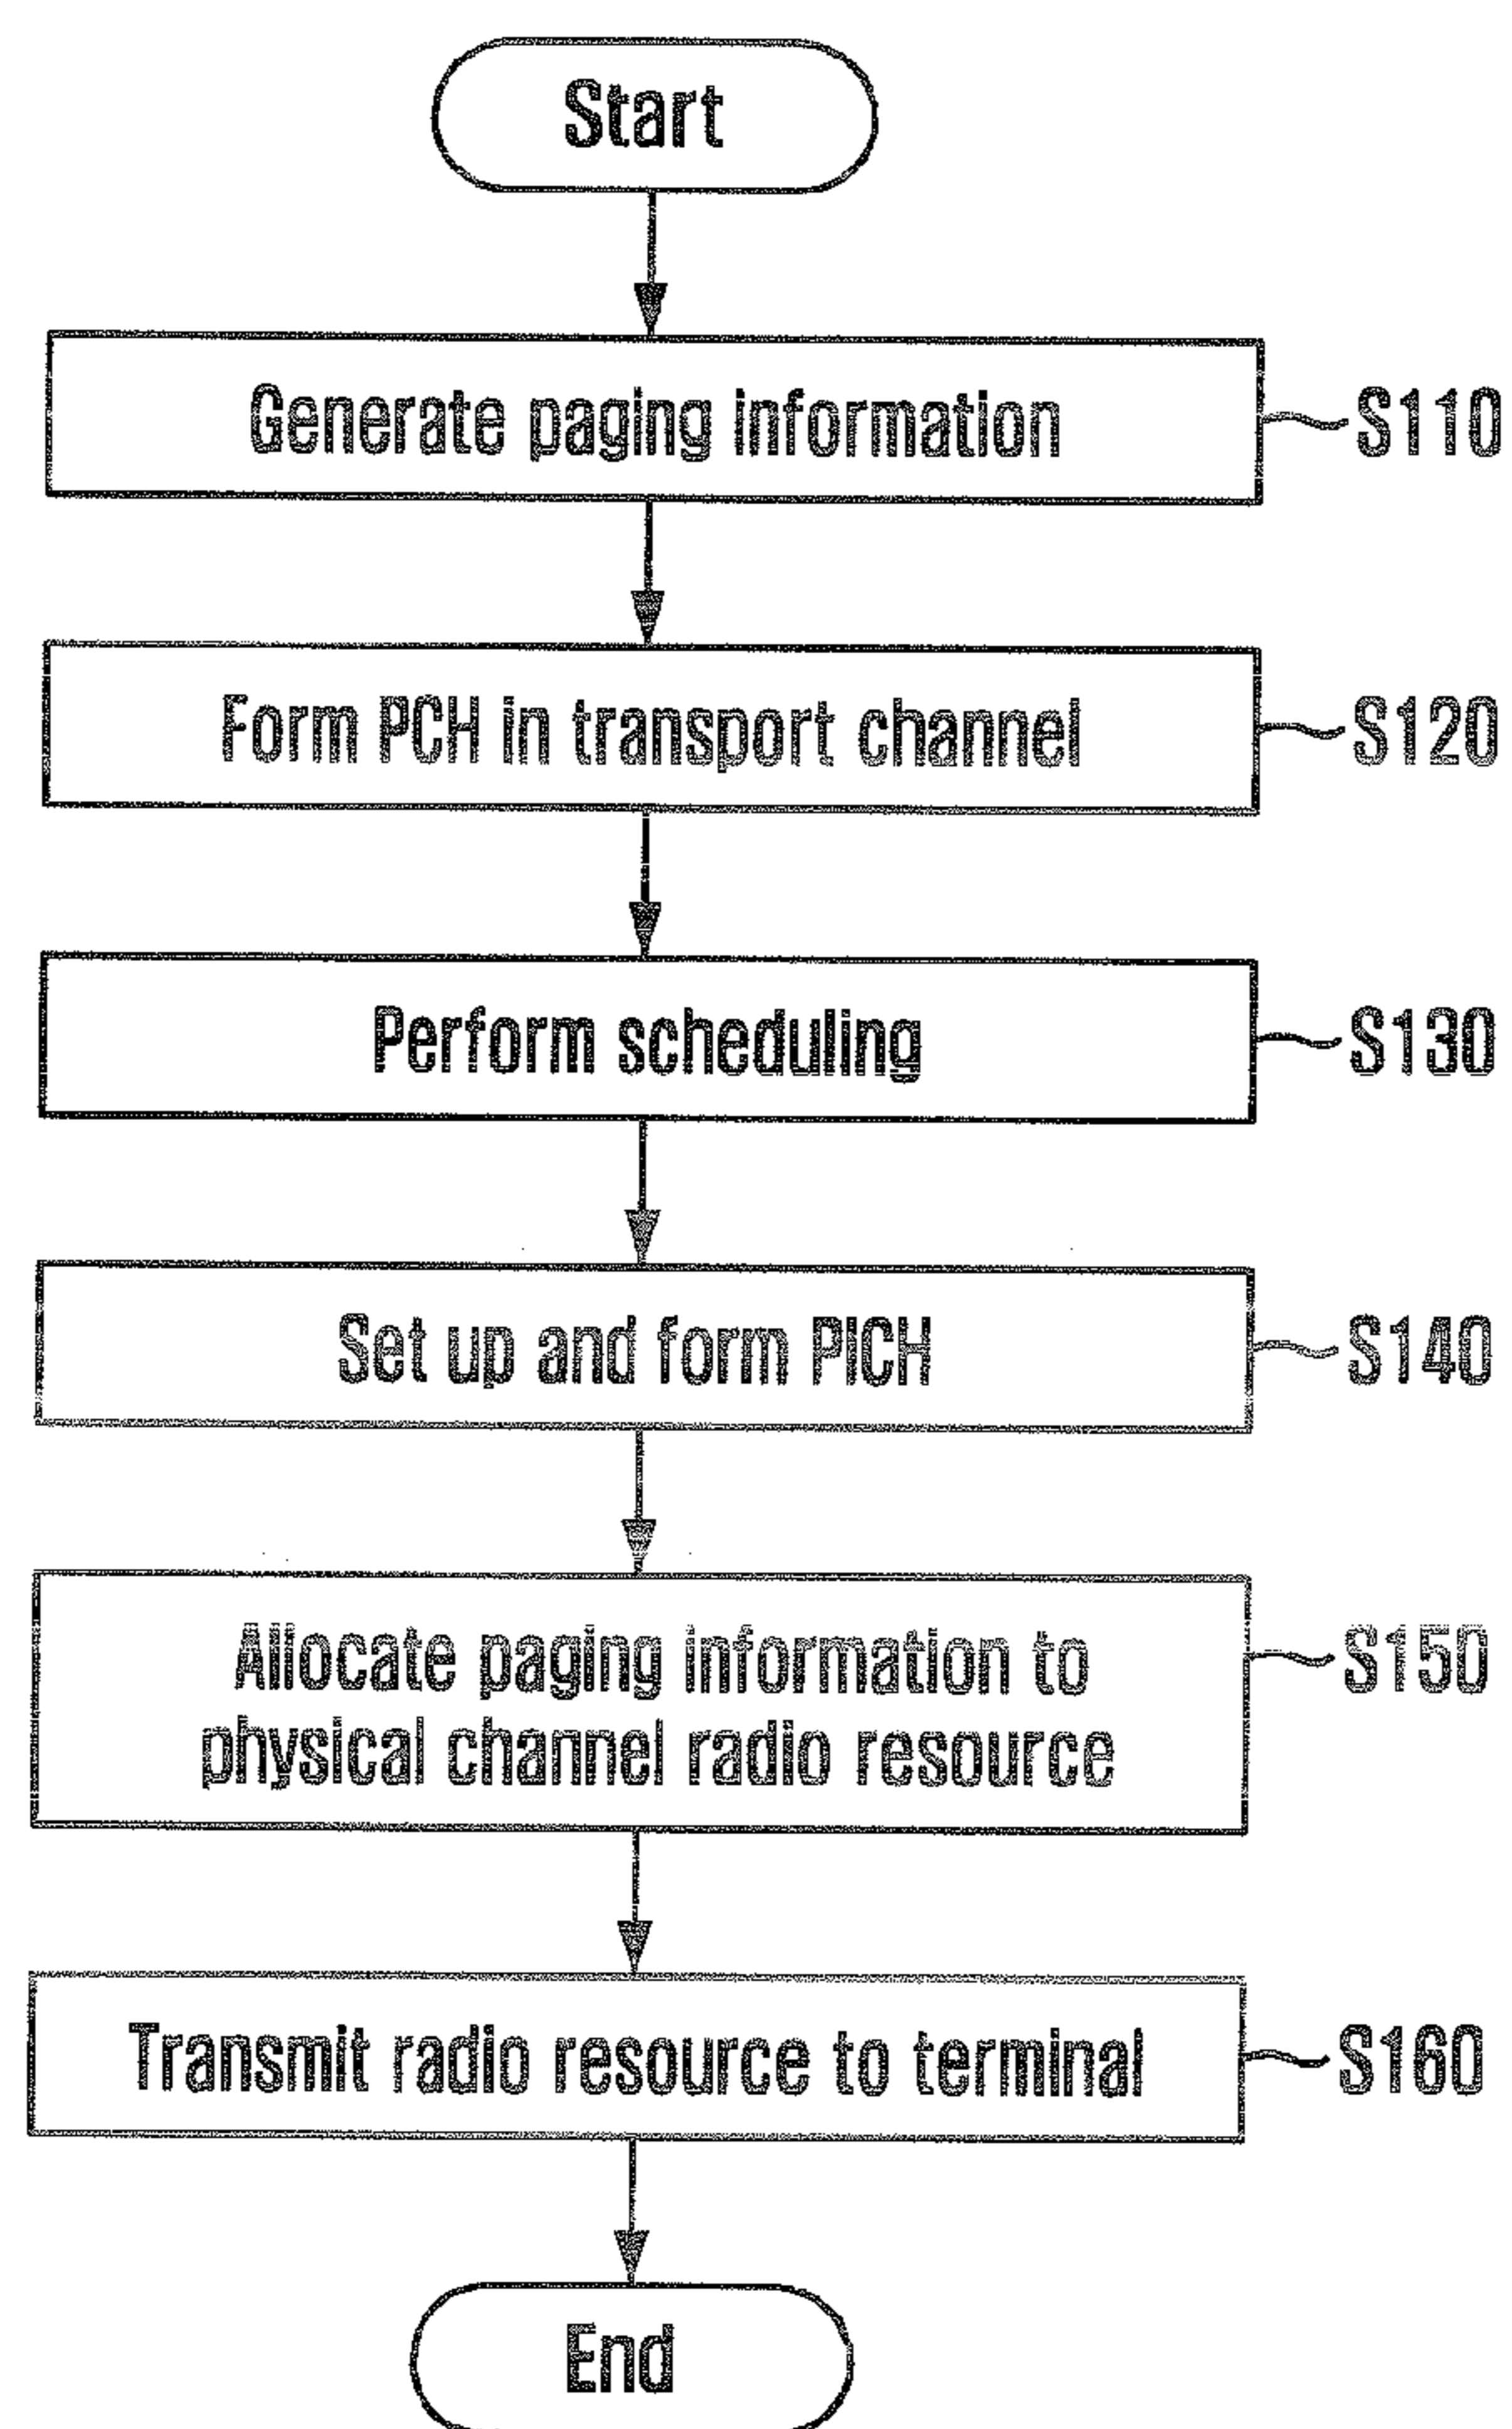 Start
Generate paging information
S110
Form PCH in transport channel
S120
Perform scheduling
S130
Set up and form PICH
S140
Allocate paging information to
physical channel radio resource
S150
Transmit radio resource to terminal
S160
End